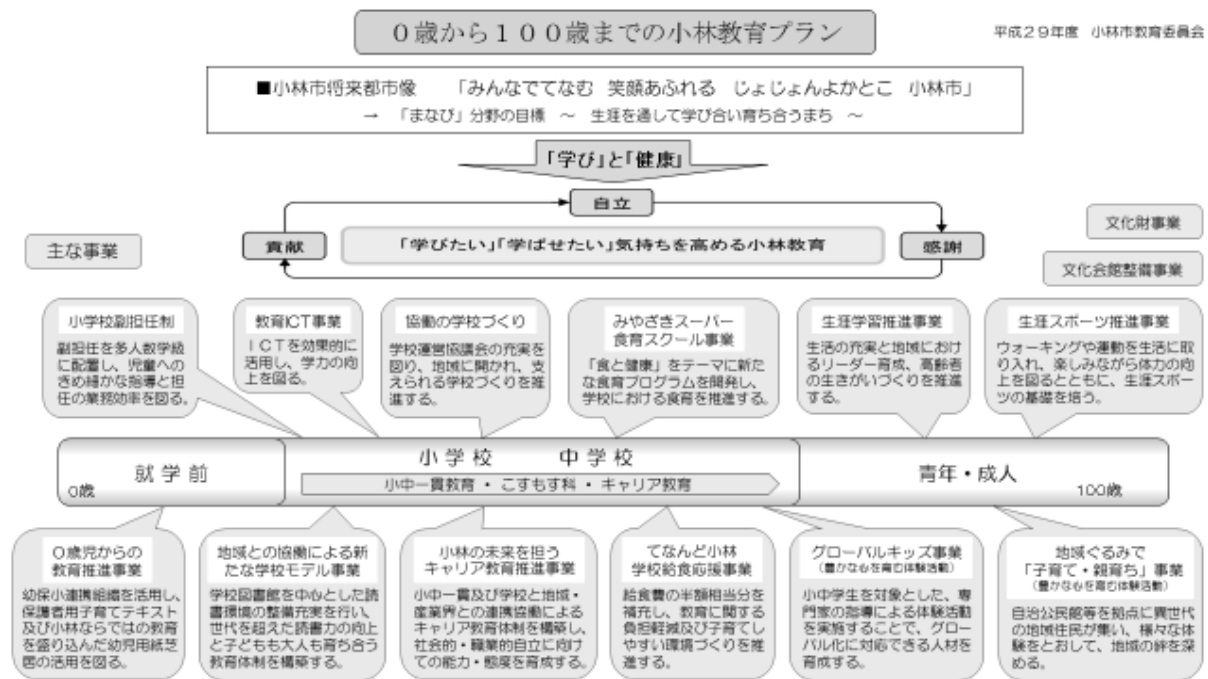 0歳から100歳までの小林教育プラン
平成29年度 小林市教育委員会
■小林市将来都市像 「みんなでてなむ 笑顔あふれる じょじょんよかとこ 小林市」
→ 「まなび」分野の目標 ~ 生涯を通して学び合い育ち合うまち ~
「学び」と「健康」
自立
貢献
「学びたい」「学ばせたい」気持ちを高める小林教育
感謝
主な事業
文化財事業
文化会館整備事業
小学校副担任制
副担任を多人数学級
に配置し、児童への
きめ細かな指導と担
任の業務効率を図る。
教育ICT事業
ICTを効果的に
活用し、学力の向
上を図る。
協働の学校づくり
学校運営協議会の充実を
図り、地域に開かれ、支
えられる学校づくりを推
進する。
みやざきスーパー
食育スクール事業
「食と健康」をテーマに新た
な食育プログラムを開発し、
学校における食育を推進する。
生涯学習推進事業
生活の充実と地域におけ
るリーダー育成、高齢者
の生きがいづくりを推進
する。
生涯スポーツ推進事業
ウォーキングや運動を生活に取
り入れ、楽しみながら体力の向
上を図るとともに、生涯スポー
ツの基礎を培う。
就学前
0歳
小学校 中学校
小中一貫教育・こすもす科・キャリア教育
青年・成人
100歳
0歳児からの
教育推進事業
幼保小連携組織を活用し、
保護者用子育てテキスト
及び小林ならではの教育
を盛り込んだ幼児用紙芝
居の活用を図る。
地域との協働による新
たな学校モデル事業
学校図書館を中心とした読
書環境の整備充実を行い、
世代を超えた読書力の向上
と子どもも大人も育ち合う
教育体制を構築する。
小林の未来を担う
キャリア教育推進事業
小中一貫及び学校と地域・
産業界との連携協働による
キャリア教育体制を構築し、
社会的・職業的自立に向け
ての能力・態度を育成する。
てなんど小林
学校給食応援事業
給食費の半額相当分を
補充し、教育に関する
負担軽減及び子育てし
やすい環境づくりを推
進する。
グローバルキッズ事業
(豊かな心を育む体験活動)
小中学生を対象とした、専
門家の指導による体験活動
を実施することで、グロー
バル化に対応できる人材を
育成する。
地域ぐるみで
「子育て・親育ち」事業
(豊かな心を育む体験活動)
自治公民館等を拠点に異世代
の地域住民が集い、様々な体
験をとおして、地域の絆を深
める。